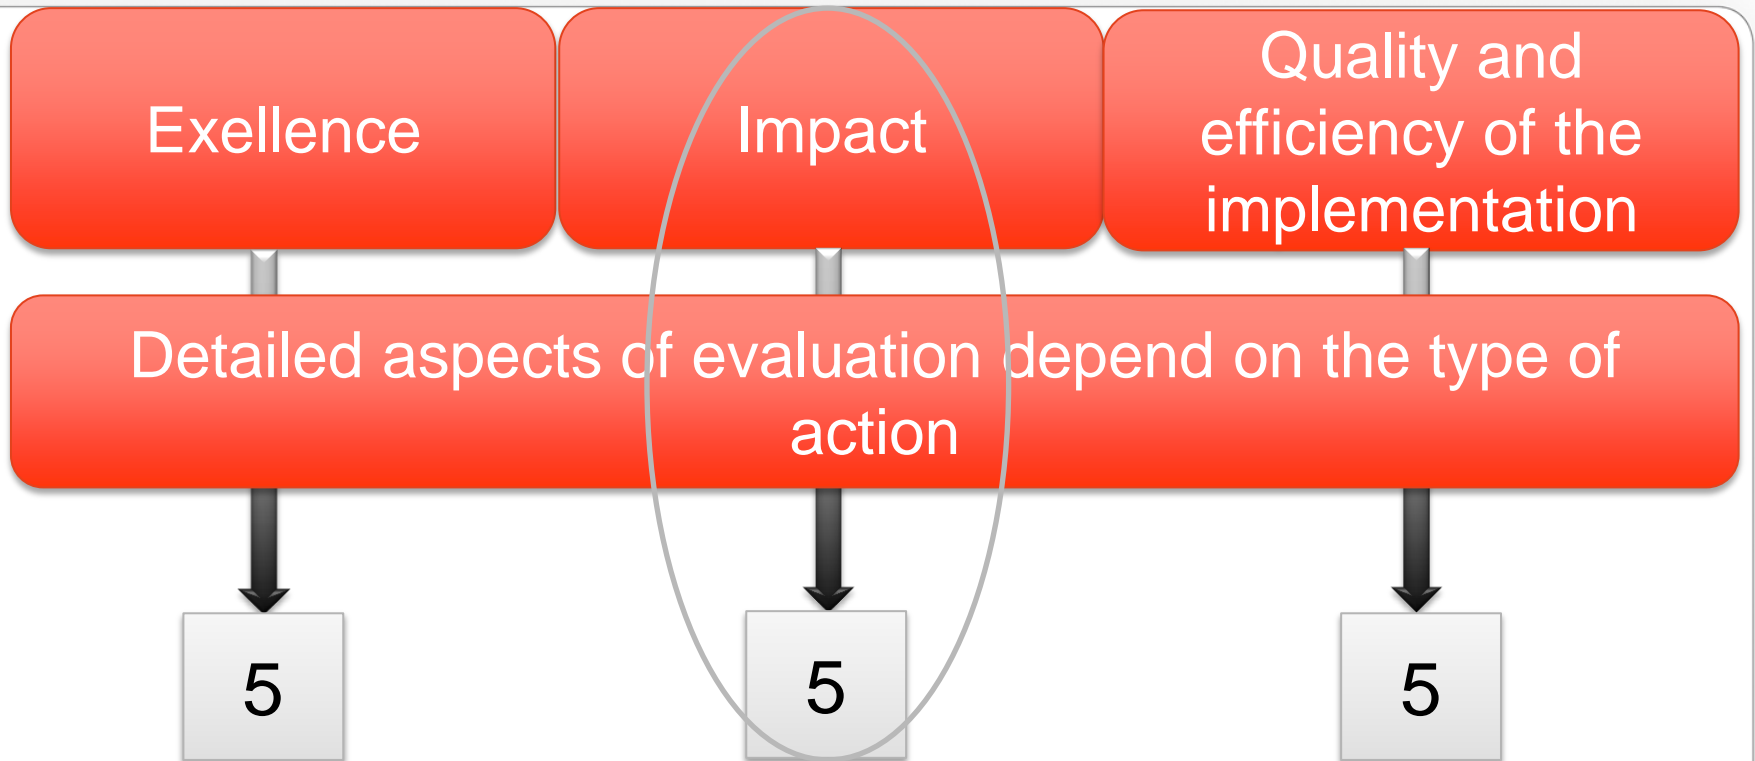 Exellence
Impact
Quality and
efficiency of the
implementation
Detailed aspects of evaluation depend on the type of
action
5
5
5